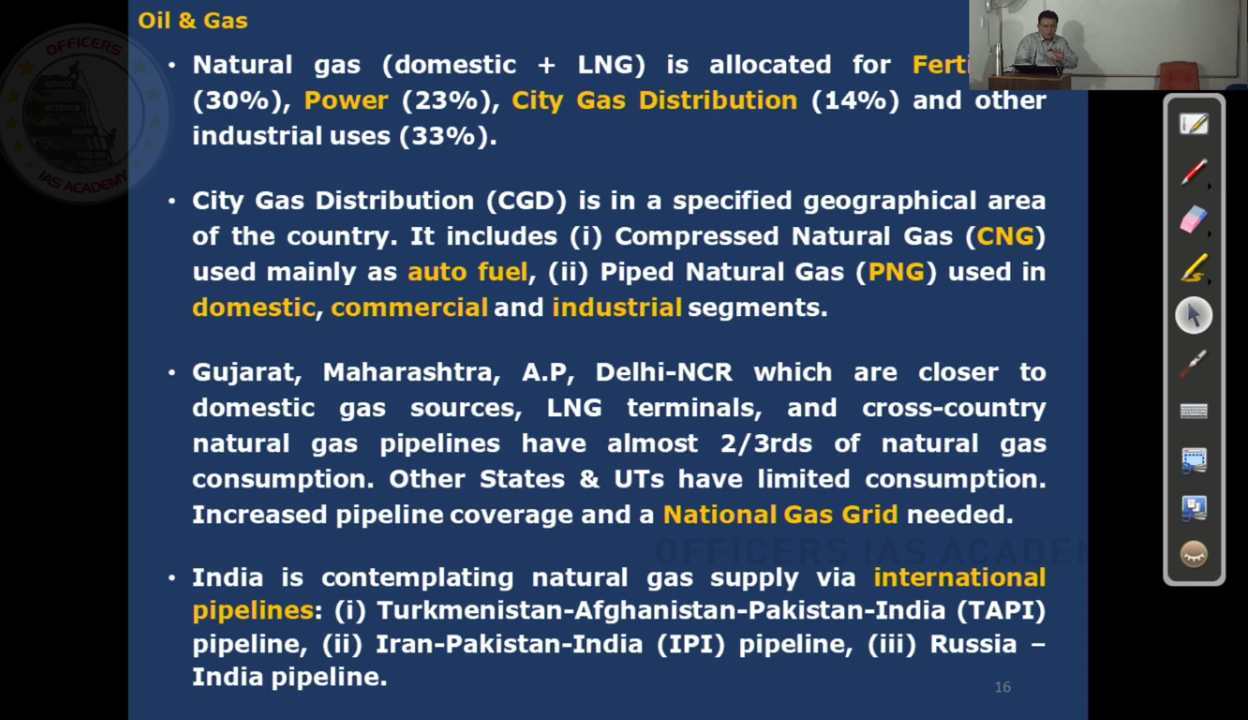 Oil & Gas
• Natural gas (domestic + LNG) is allocated for
(30%), Power (23%), City Gas Distribution (14%) and other
industrial uses (33%).
• City Gas Distribution (CGD) is in a specified geographical area
of the country. It includes (i) Compressed Natural Gas (CNG)
used mainly as auto fuel, (ii) Piped Natural Gas (PNG) used in
domestic, commercial and industrial segments.
• Gujarat, Maharashtra, A.P, Delhi-NCR which are closer to
domestic gas sources, LNG terminals, and cross-country
natural gas pipelines have almost 2/3rds of natural gas
consumption. Other States & UTs have limited consumption.
Increased pipeline coverage and a National Gas Grid needed.
• India is contemplating natural gas supply via international
pipelines: (i) Turkmenistan-Afghanistan-Pakistan-India (TAPI)
pipeline, (ii) Iran-Pakistan-India (IPI) pipeline, (iii) Russia –
India pipeline.
16
OFFICERS
IAS ACADEMY
OFFICERS IAS ACADEM